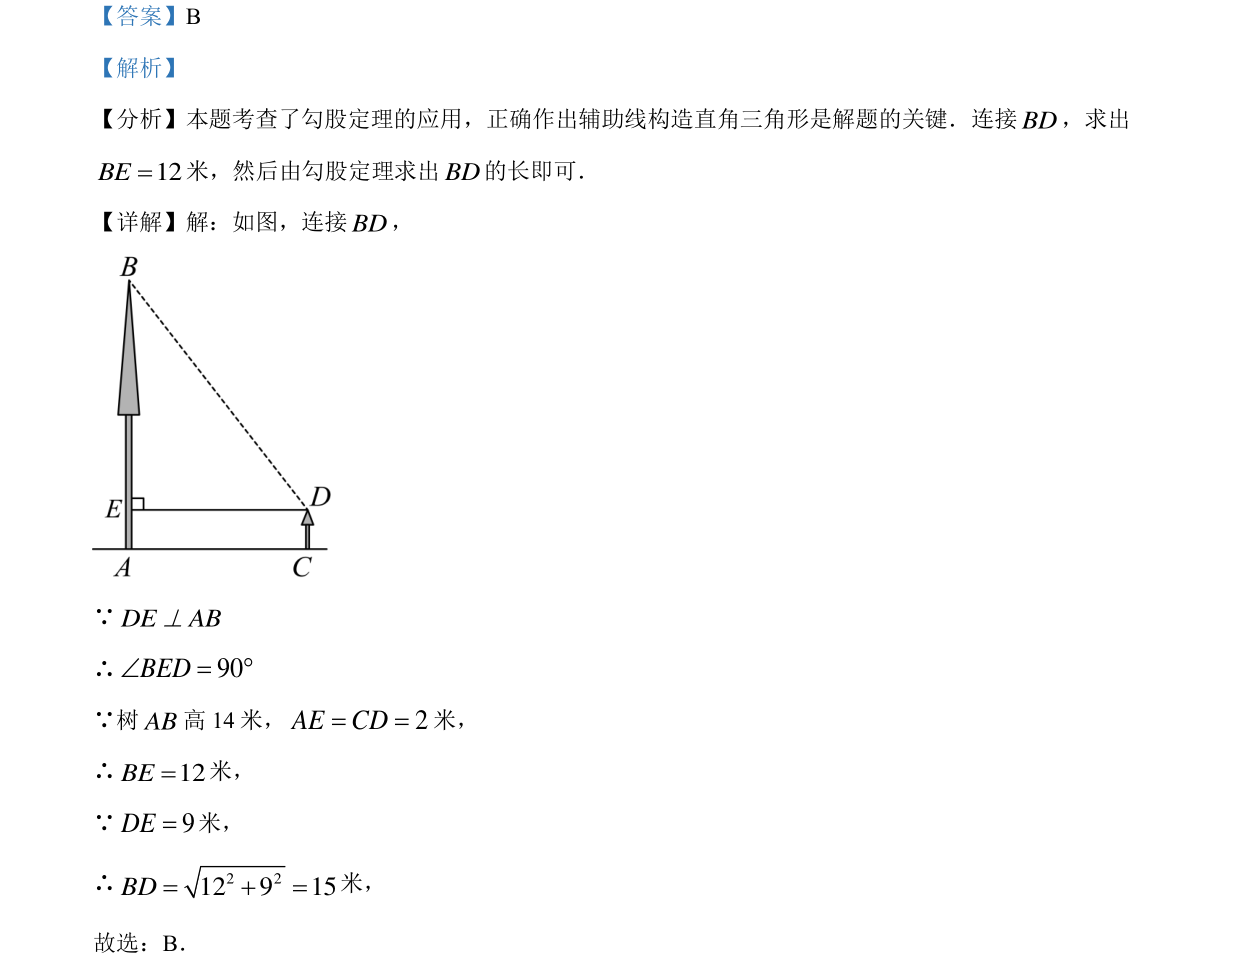 【答案】B
【解析】
【分析】本题考查了勾股定理的应用，正确作出辅助线构造直角三角形是解题的关键．连接BD，求出
BE=12米，然后由勾股定理求出BD的长即可．
【详解】解：如图，连接BD，
B
E
D
A
C
∵DE⊥AB
∴∠BED=90°
∵树AB高14米，AE=CD=2米，
∴BE=12米，
∵DE=9米，
∴BD=√(12²+9²)=15米，
故选：B．